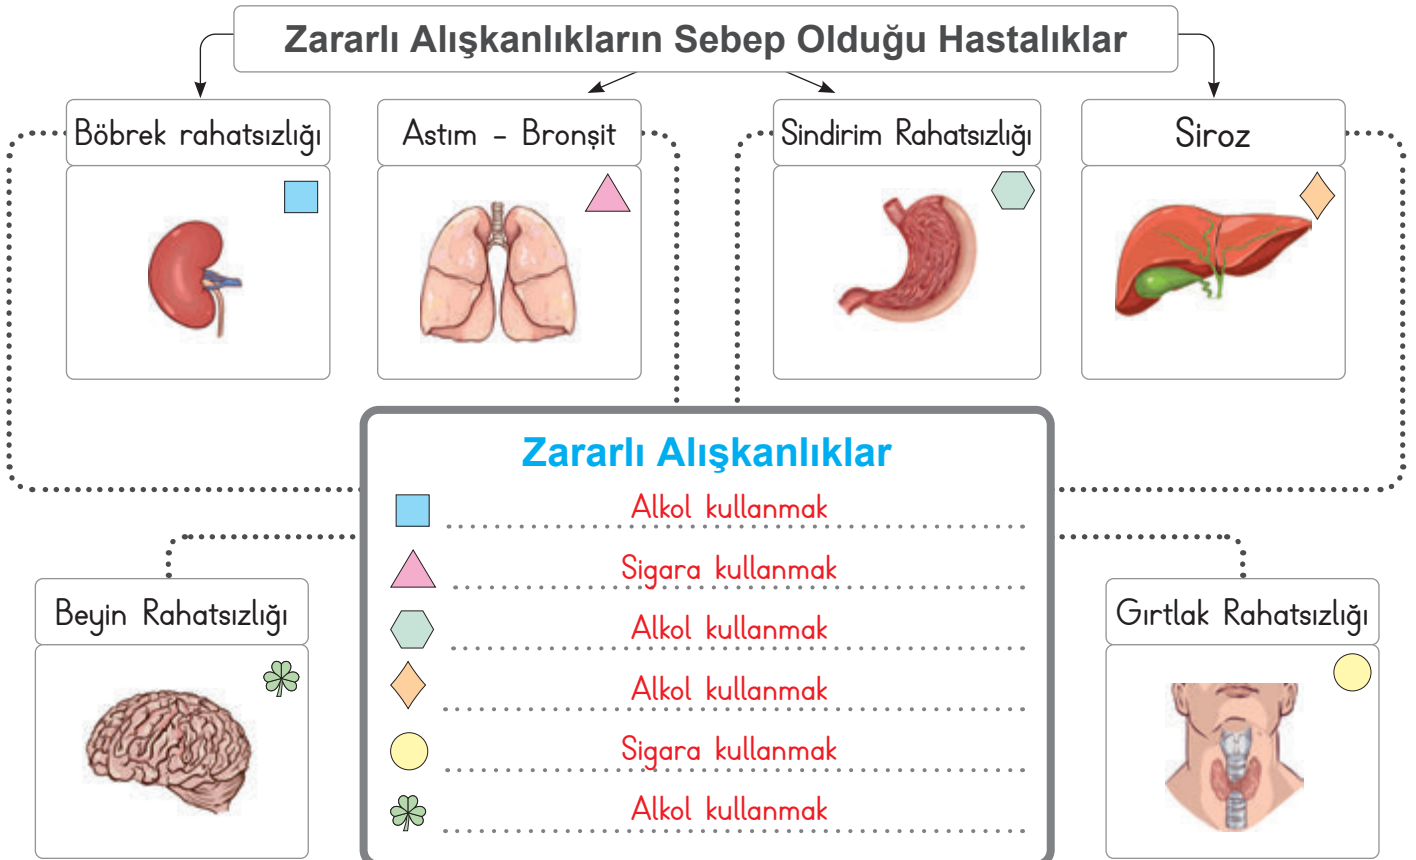 Zararlı Alışkanlıkların Sebep Olduğu Hastalıklar
Böbrek rahatsızlığı
Astım - Bronşit
Sindirim Rahatsızlığı
Siroz
Zararlı Alışkanlıklar
Alkol kullanmak
Sigara kullanmak
Alkol kullanmak
Alkol kullanmak
Sigara kullanmak
Alkol kullanmak
Beyin Rahatsızlığı
Gırtlak Rahatsızlığı